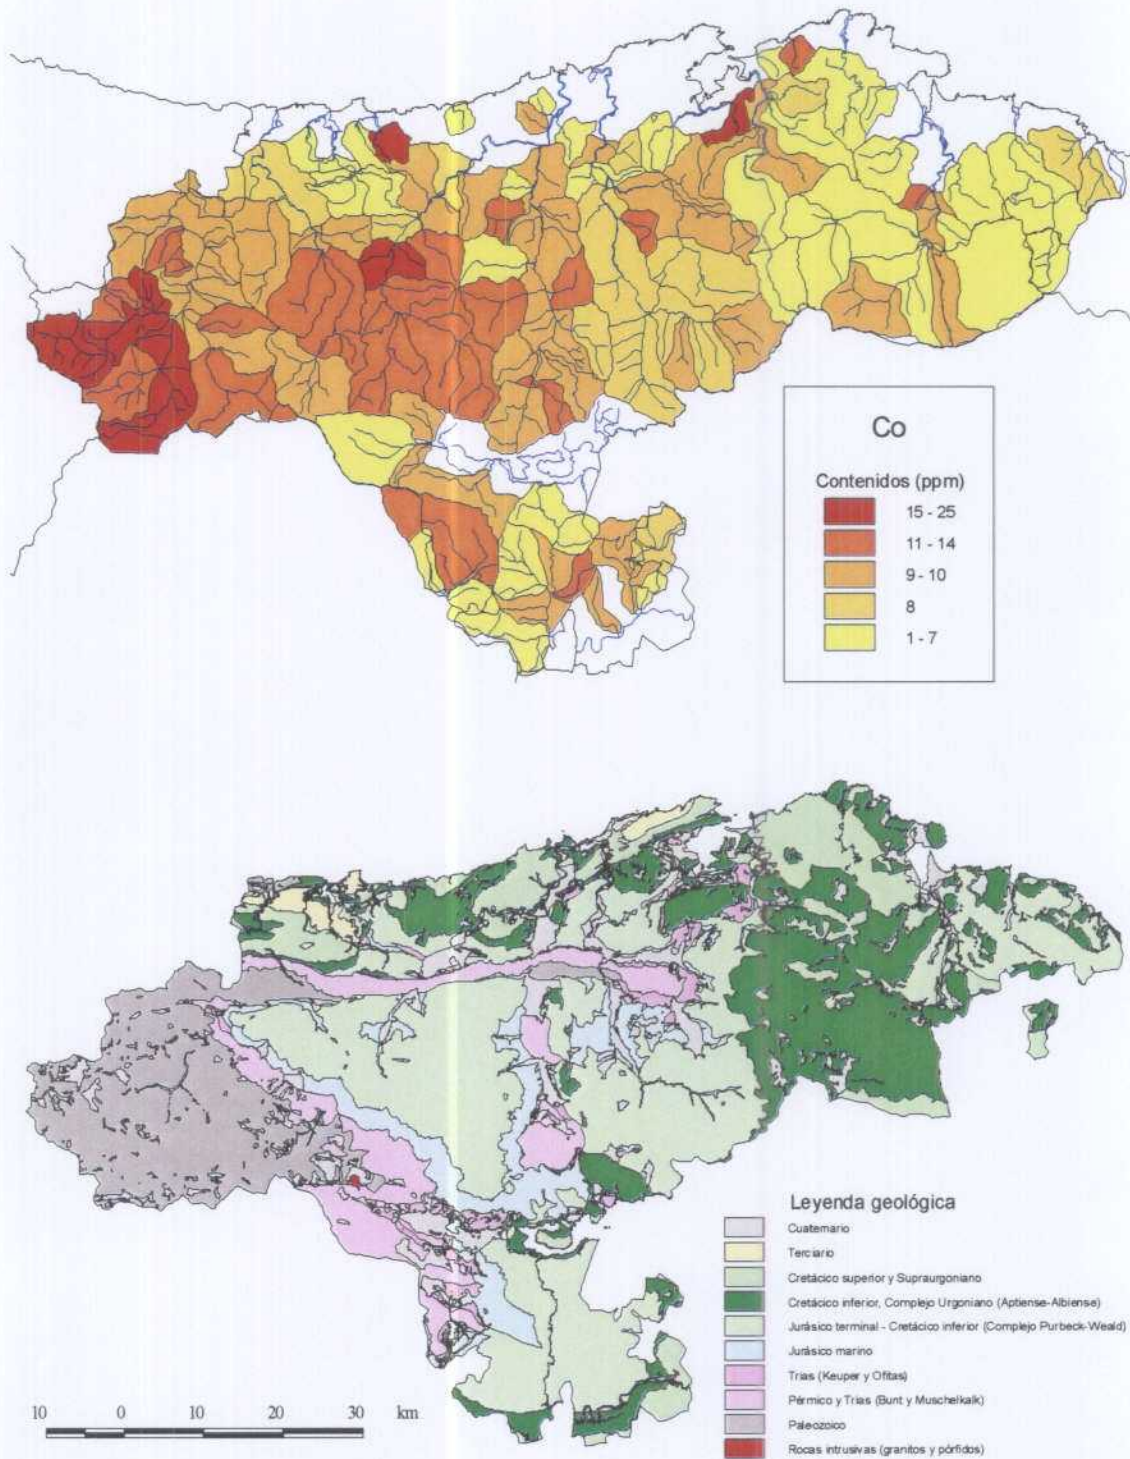 Co
Contenidos (ppm)
15 - 25
11 - 14
9 - 10
8
1 - 7
Leyenda geológica
Cuaternario
Terciario
Cretácico superior y Supraurgoniano
Cretácico inferior, Complejo Urgoniano (Aptiense-Albiense)
Jurásico terminal - Cretácico inferior (Complejo Purbeck-Weald)
Jurásico marino
Trias (Keuper y Ofitas)
Pérmico y Trias (Bunt y Muschelkalk)
Paleozoico
Rocas intrusivas (granitos y pórfidos)
10 0 10 20 30 km